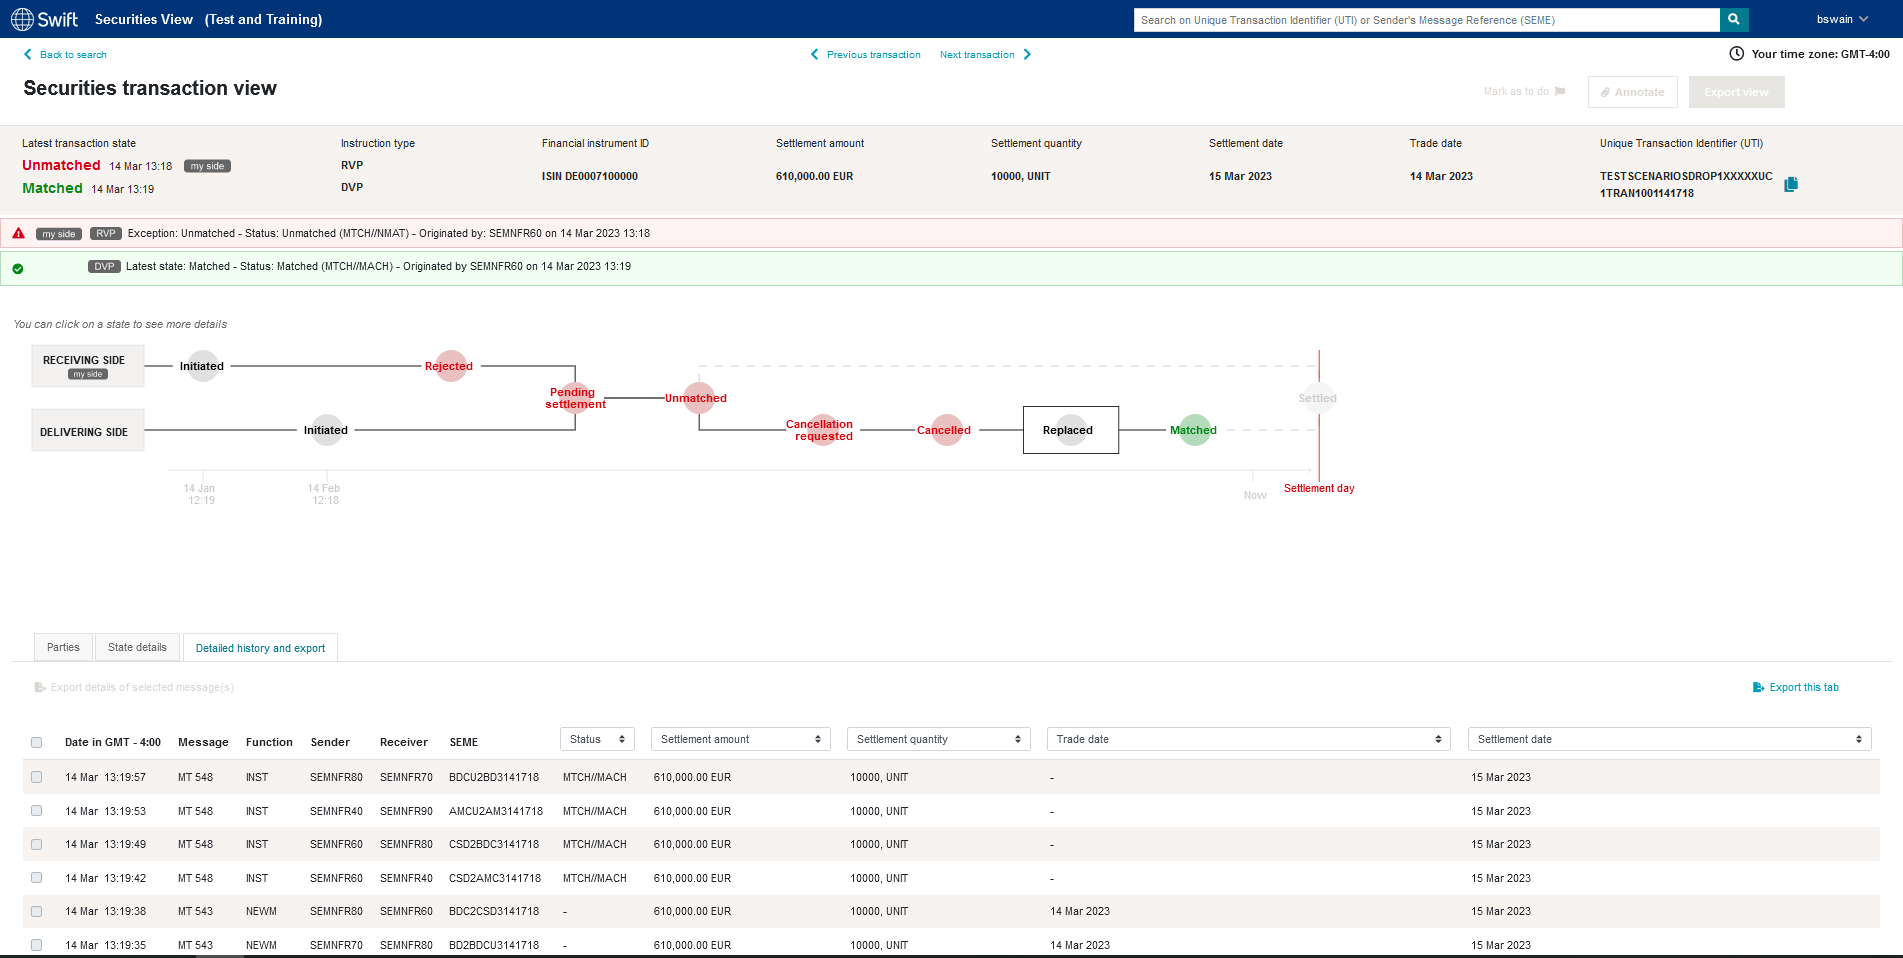 Swift Securities View (Test and Training)
Search on Unique Transaction Identifier (UTI) or Sender's Message Reference (SEME)
bswain
Back to search
Previous transaction Next transaction
Your time zone: GMT-4:00
Securities transaction view
Mark as to do Annotate Export view
Latest transaction state Instruction type Financial instrument ID Settlement amount Settlement quantity Settlement date Trade date Unique Transaction Identifier (UTI)
Unmatched 14 Mar 13:18 my side RVP
ISIN DE0007100000 610,000.00 EUR 10000, UNIT 15 Mar 2023 14 Mar 2023 TESTSCENARIOSDROP1XXXXXUC
Matched 14 Mar 13:19 DVP
1TRAN1001141718
my side RVP Exception: Unmatched - Status: Unmatched (MTCH//NMAT) - Originated by: SEMNFR60 on 14 Mar 2023 13:18
DVP Latest state: Matched - Status: Matched (MTCH//MACH) - Originated by SEMNFR60 on 14 Mar 2023 13:19
You can click on a state to see more details
RECEIVING SIDE
my side
Initiated Rejected
Pending
settlement
Unmatched
Settled
DELIVERING SIDE
Initiated
Cancellation
requested
Cancelled Replaced Matched
14 Jan
12:19
14 Feb
12:18
Now
Settlement day
Parties State details Detailed history and export
Export details of selected message(s)
Export this tab
Date in GMT - 4:00 Message Function Sender Receiver SEME Status Settlement amount Settlement quantity Trade date Settlement date
14 Mar 13:19:57 MT 548 INST SEMNFR80 SEMNFR70 BDCU2BD3141718 MTCH//MACH 610,000.00 EUR 10000, UNIT - 15 Mar 2023
14 Mar 13:19:53 MT 548 INST SEMNFR40 SEMNFR90 AMCU2AM3141718 MTCH//MACH 610,000.00 EUR 10000, UNIT - 15 Mar 2023
14 Mar 13:19:49 MT 548 INST SEMNFR60 SEMNFR80 CSD2BDC3141718 MTCH//MACH 610,000.00 EUR 10000, UNIT - 15 Mar 2023
14 Mar 13:19:42 MT 548 INST SEMNFR60 SEMNFR40 CSD2AMC3141718 MTCH//MACH 610,000.00 EUR 10000, UNIT - 15 Mar 2023
14 Mar 13:19:38 MT 543 NEWM SEMNFR80 SEMNFR60 BDC2CSD3141718 - 610,000.00 EUR 10000, UNIT 14 Mar 2023 15 Mar 2023
14 Mar 13:19:35 MT 543 NEWM SEMNFR70 SEMNFR80 BD2BDCU3141718 - 610,000.00 EUR 10000, UNIT 14 Mar 2023 15 Mar 2023